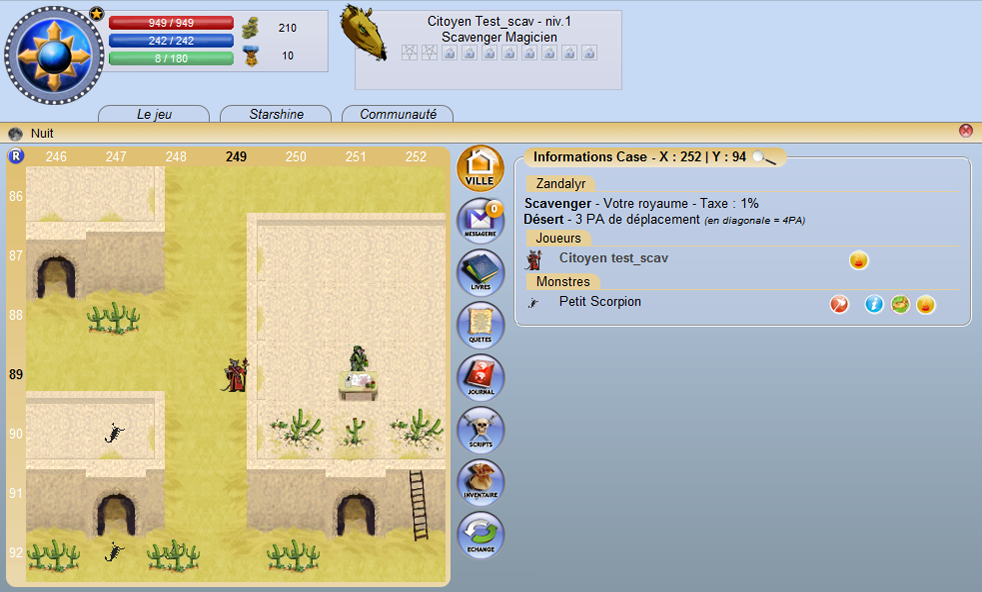 949 / 949
242 / 242
8 / 180
210
10
Citoyen Test_scav - niv.1
Scavenger Magicien
Le jeu
Starshine
Communauté
Nuit
R
246 247 248 249 250 251 252
86
87
88
89
90
91
92
VILLE
0
MESSAGERIE
LIVRES
QUETES
JOURNAL
SCRIPTS
INVENTAIRE
ECHANGE
Informations Case - X : 252 | Y : 94
Zandalyr
Scavenger - Votre royaume - Taxe : 1%
Désert - 3 PA de déplacement (en diagonale = 4PA)
Joueurs
Citoyen test_scav
Monstres
Petit Scorpion